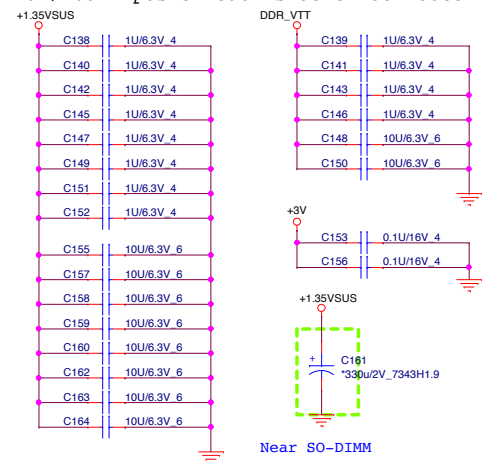 +1.35VSUS
C138 1U/6.3V_4
C140 1U/6.3V_4
C142 1U/6.3V_4
C145 1U/6.3V_4
C147 1U/6.3V_4
C149 1U/6.3V_4
C151 1U/6.3V_4
C152 1U/6.3V_4
C155 10U/6.3V_6
C157 10U/6.3V_6
C158 10U/6.3V_6
C159 10U/6.3V_6
C160 10U/6.3V_6
C162 10U/6.3V_6
C163 10U/6.3V_6
C164 10U/6.3V_6
DDR_VTT
C139 1U/6.3V_4
C141 1U/6.3V_4
C143 1U/6.3V_4
C146 1U/6.3V_4
C148 10U/6.3V_6
C150 10U/6.3V_6
+3V
C153 0.1U/16V_4
C156 0.1U/16V_4
+1.35VSUS
+ C161
*330u/2V_7343H1.9
Near SO-DIMM